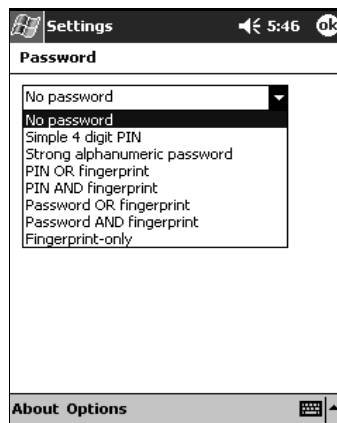 Settings 5:46 ok
Password
No password
No password
Simple 4 digit PIN
Strong alphanumeric password
PIN OR fingerprint
PIN AND fingerprint
Password OR fingerprint
Password AND fingerprint
Fingerprint-only
About Options